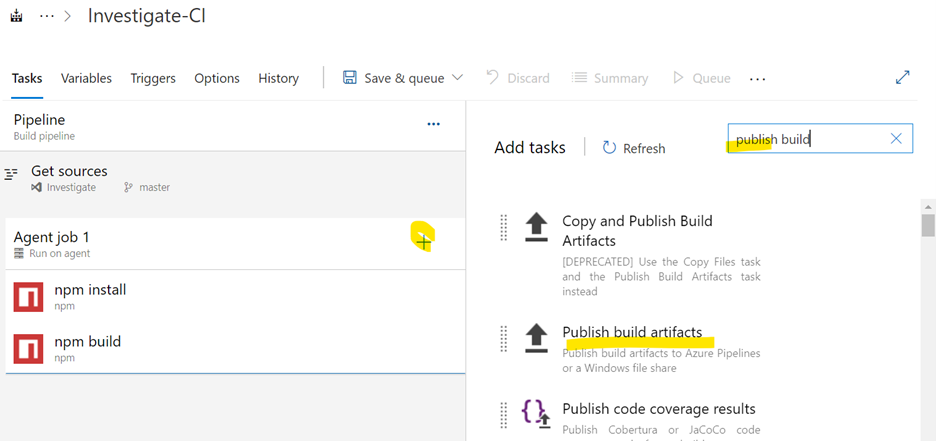 ··· > Investigate-CI
Tasks Variables Triggers Options History Save & queue Discard Summary Queue ···
Pipeline ···
Build pipeline
Get sources
Investigate master
Agent job 1 +
Run on agent
npm install
npm
npm build
npm
Add tasks Refresh publish build
Copy and Publish Build
Artifacts
[DEPRECATED] Use the Copy Files task
and the Publish Build Artifacts task
instead
Publish build artifacts
Publish build artifacts to Azure Pipelines
or a Windows file share
Publish code coverage results
Publish Cobertura or JaCoCo code